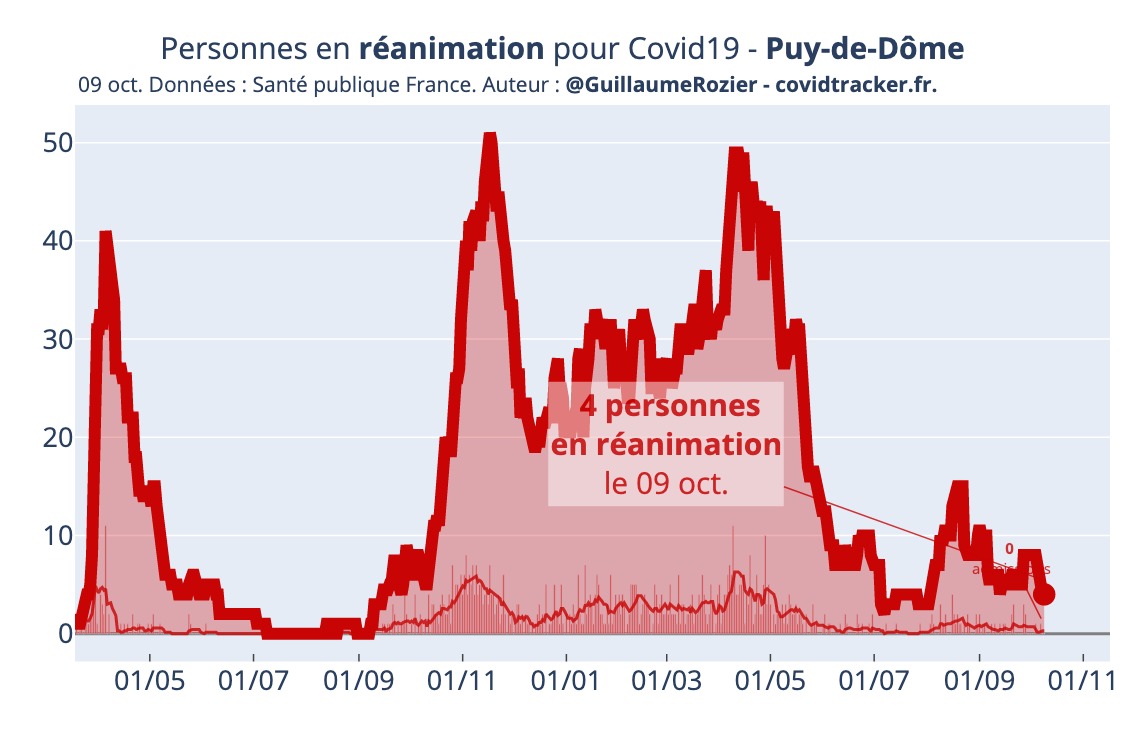 Personnes en réanimation pour Covid19 - Puy-de-Dôme
09 oct. Données : Santé publique France. Auteur : @GuillaumeRozier - covidtracker.fr.
50
40
30
20
10
0
4 personnes
en réanimation
le 09 oct.
0
01/05 01/07 01/09 01/11 01/01 01/03 01/05 01/07 01/09 01/11